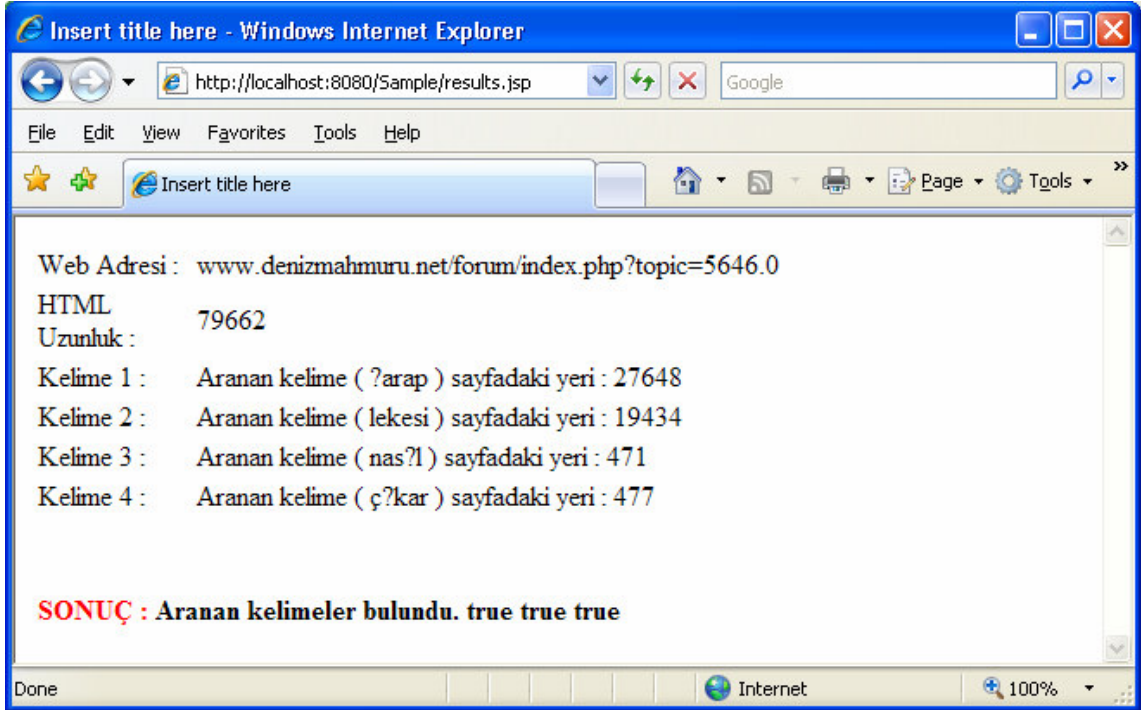 Insert title here - Windows Internet Explorer
http://localhost:8080/Sample/results.jsp
Google
File Edit View Favorites Tools Help
Insert title here
Page Tools »
Web Adresi : www.denizmahmuru.net/forum/index.php?topic=5646.0
HTML
Uzunluk : 79662
Kelime 1 : Aranan kelime ( ?arap ) sayfadaki yeri : 27648
Kelime 2 : Aranan kelime ( lekesi ) sayfadaki yeri : 19434
Kelime 3 : Aranan kelime ( nas?l ) sayfadaki yeri : 471
Kelime 4 : Aranan kelime ( ç?kar ) sayfadaki yeri : 477
SONUÇ : Aranan kelimeler bulundu. true true true
Done Internet 100%